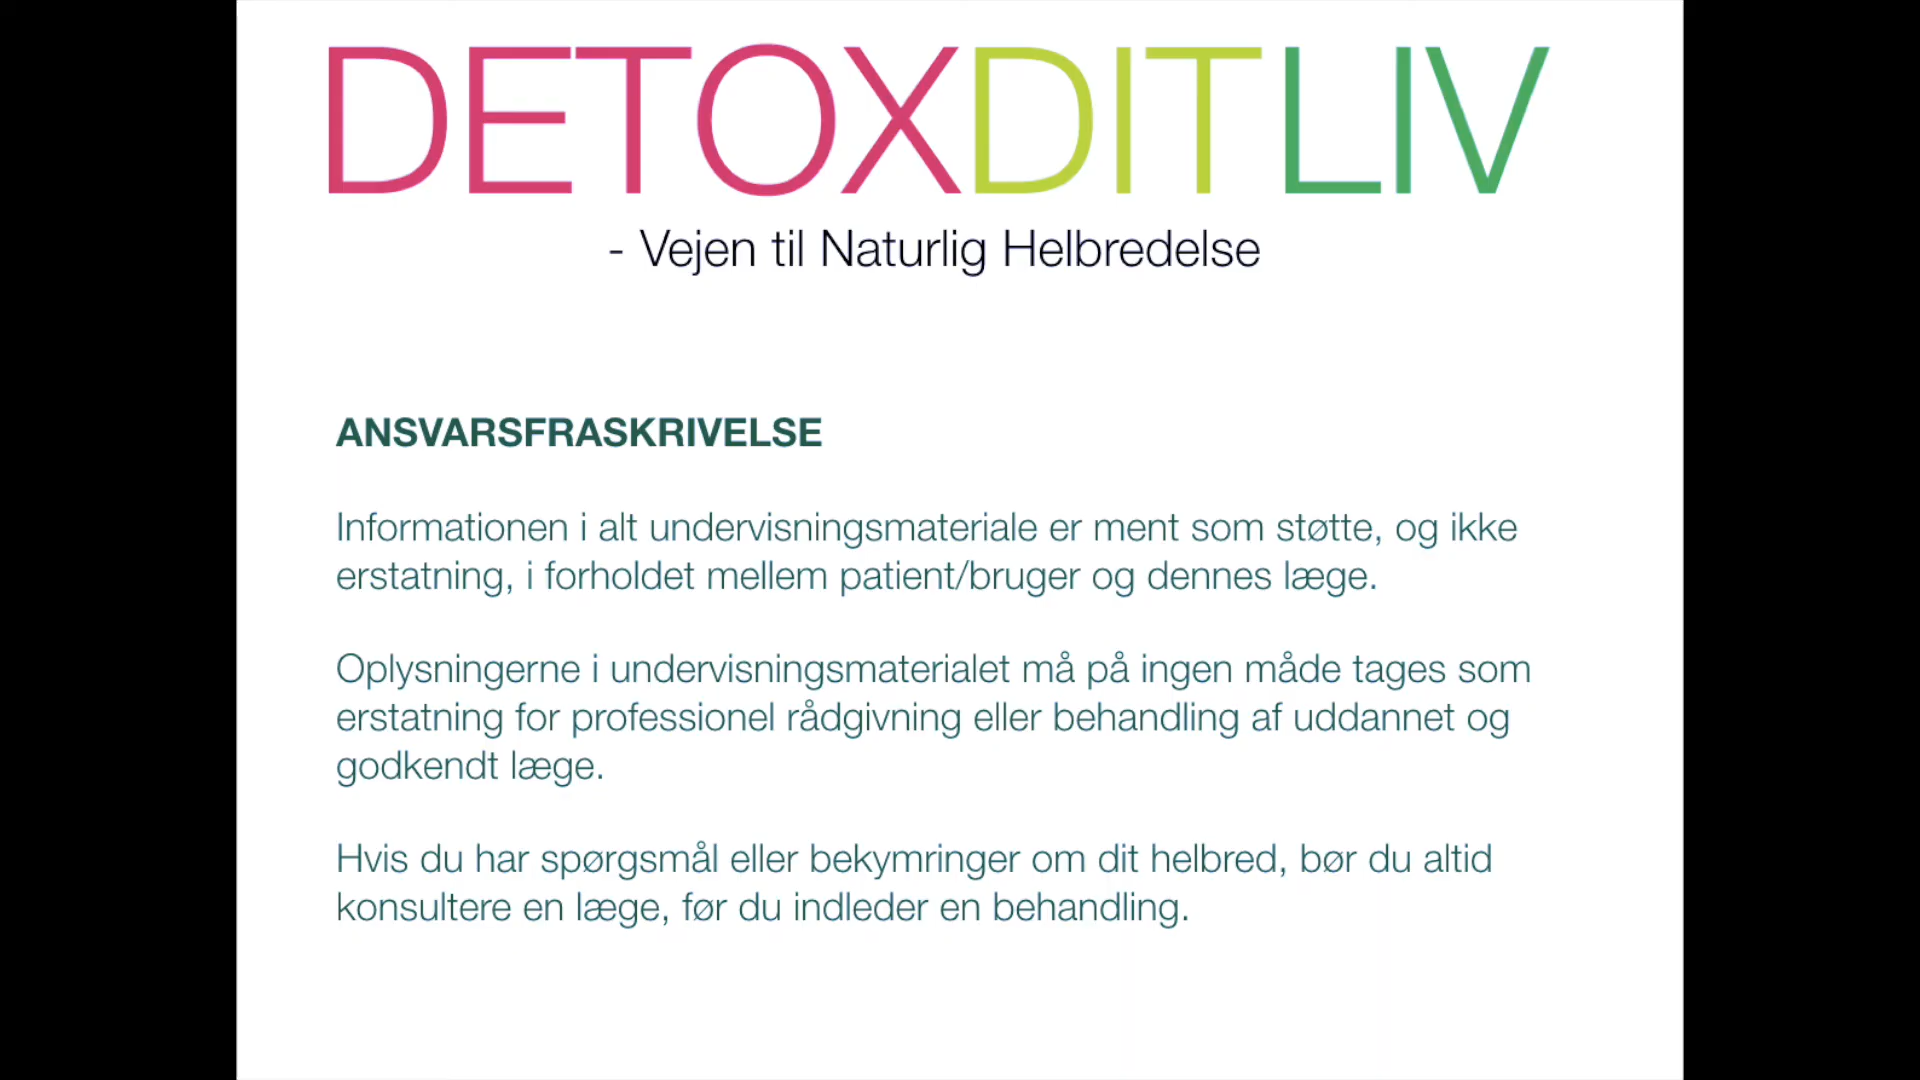 DETOXDITLIV
- Vejen til Naturlig Helbredelse
ANSVARSFRASKRIVELSE
Informationen i alt undervisningsmateriale er ment som støtte, og ikke
erstatning, i forholdet mellem patient/bruger og dennes læge.
Oplysningerne i undervisningsmaterialet må på ingen måde tages som
erstatning for professionel rådgivning eller behandling af uddannet og
godkendt læge.
Hvis du har spørgsmål eller bekymringer om dit helbred, bør du altid
konsultere en læge, før du indleder en behandling.